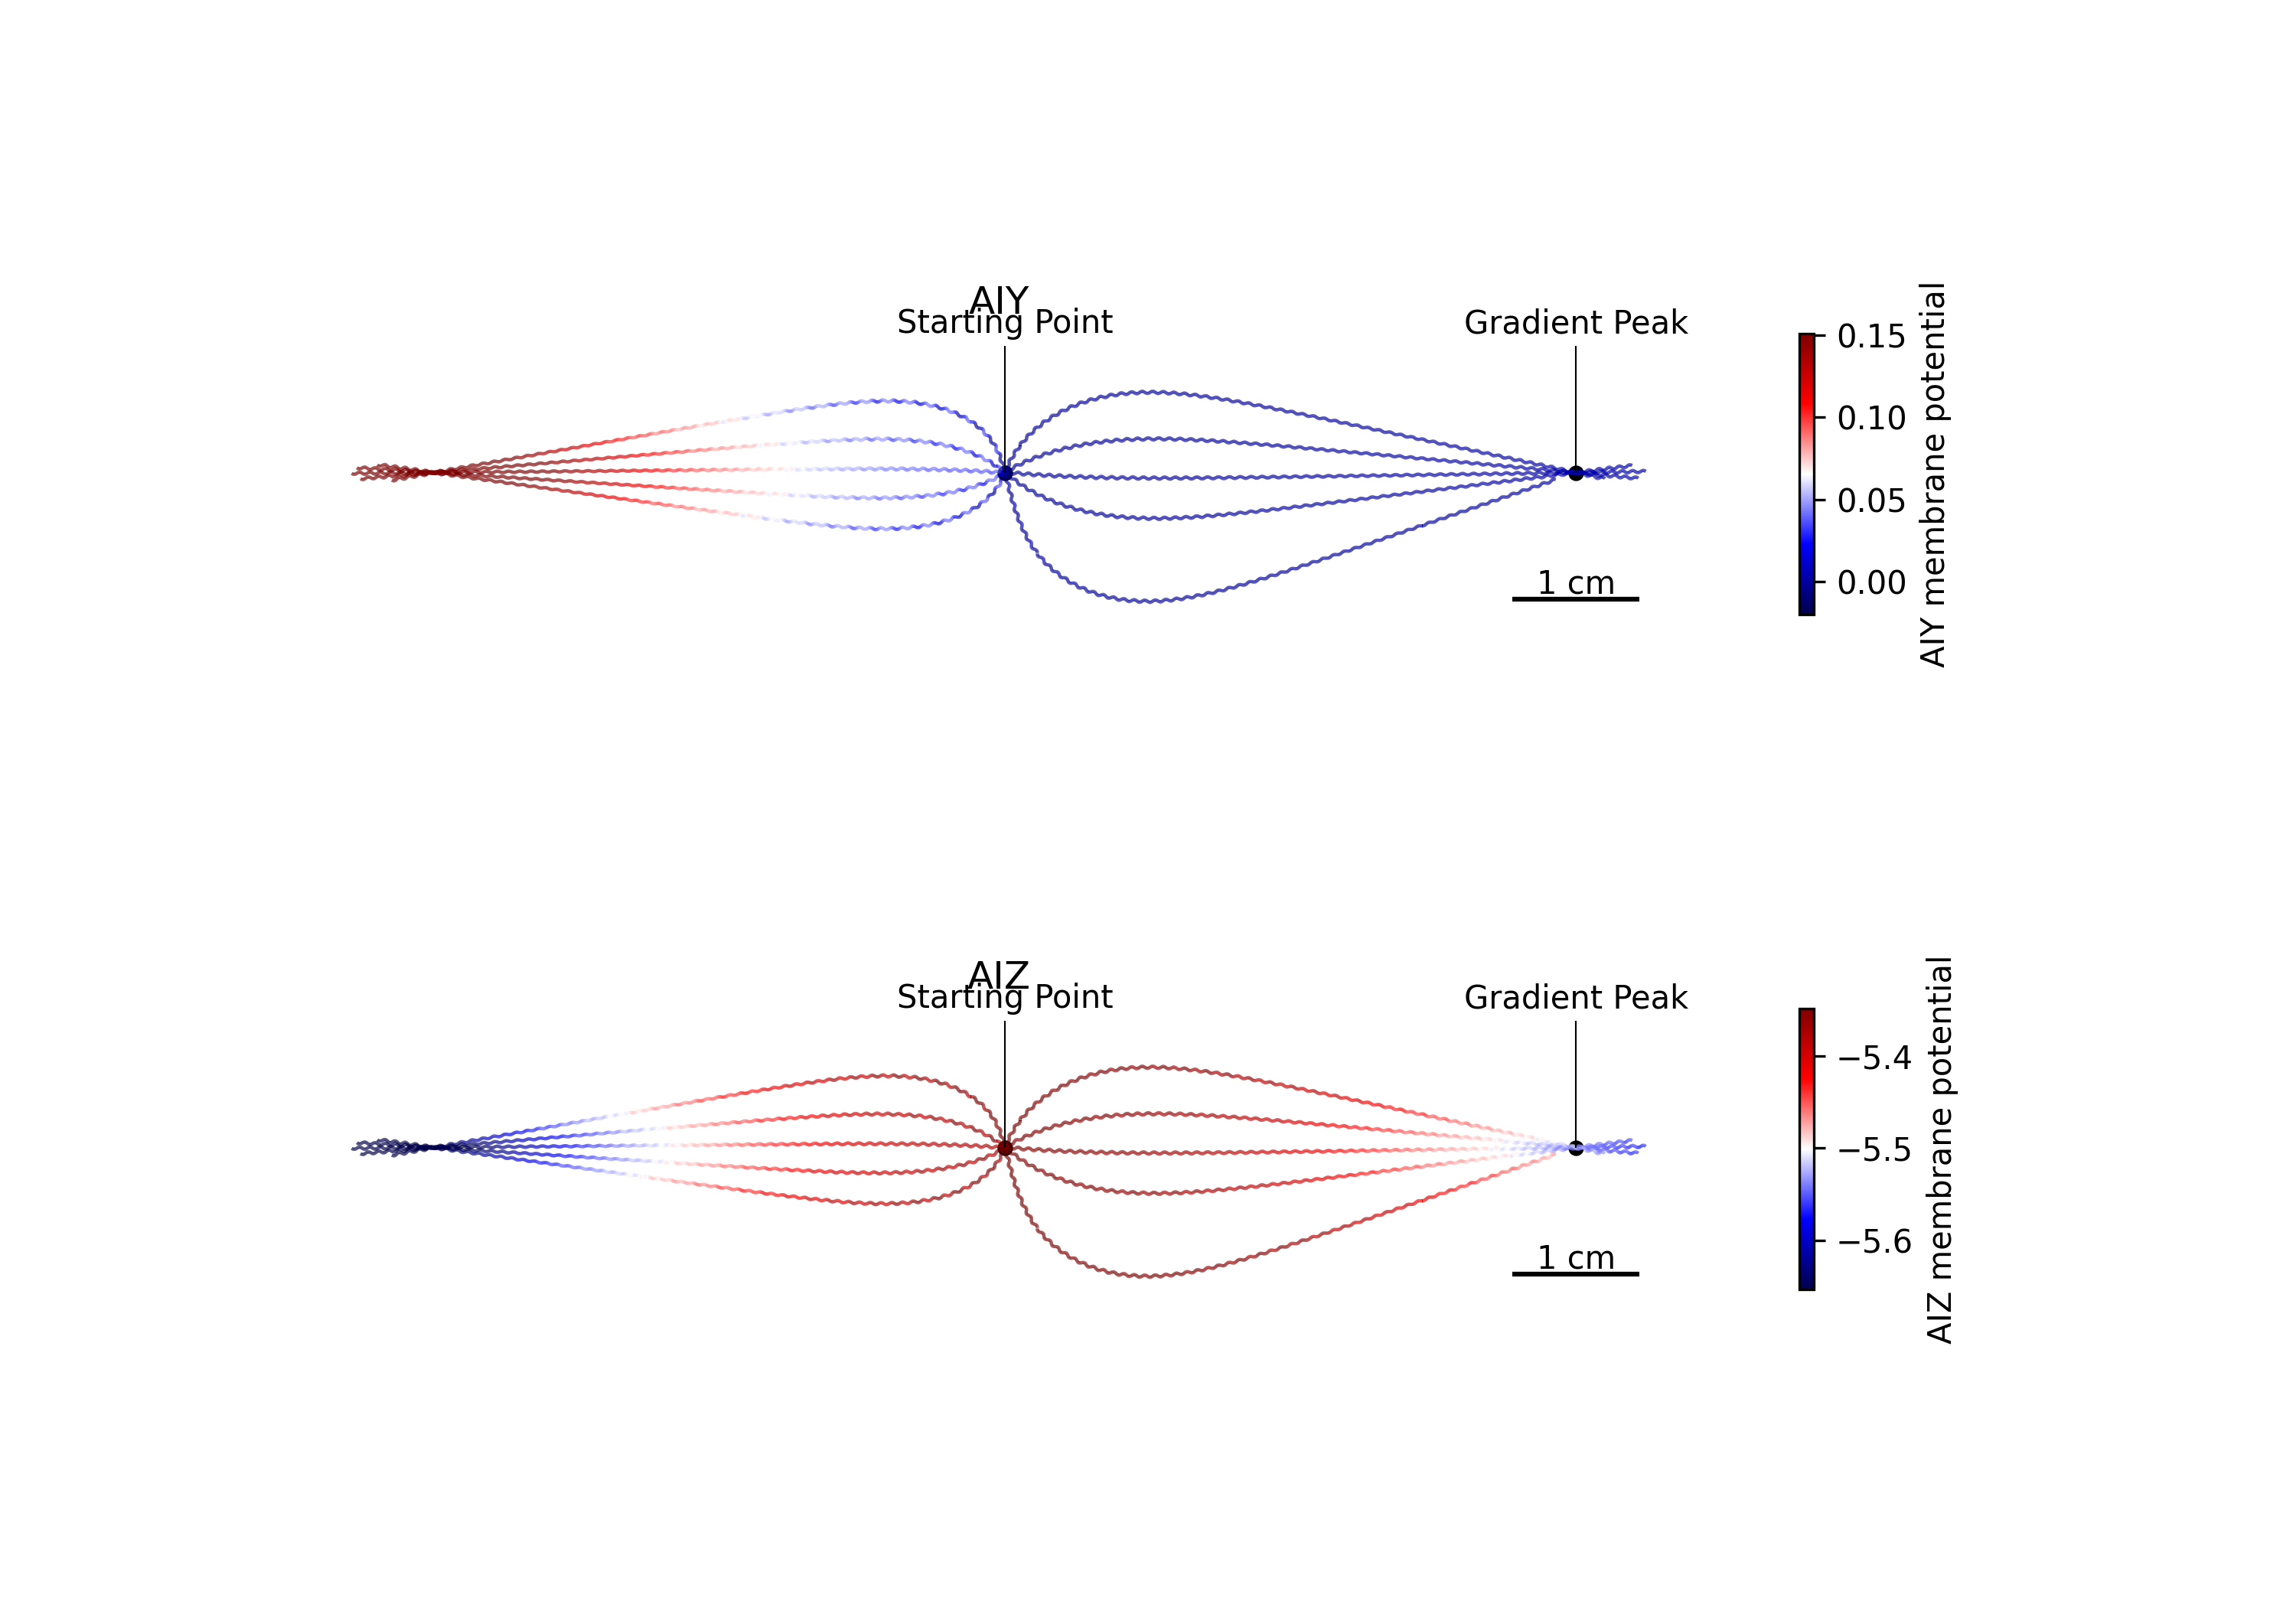 AIY
Starting Point
Gradient Peak
1 cm
0.15
0.10
0.05
0.00
AIY membrane potential
AIZ
Starting Point
Gradient Peak
1 cm
−5.4
−5.5
−5.6
AIZ membrane potential